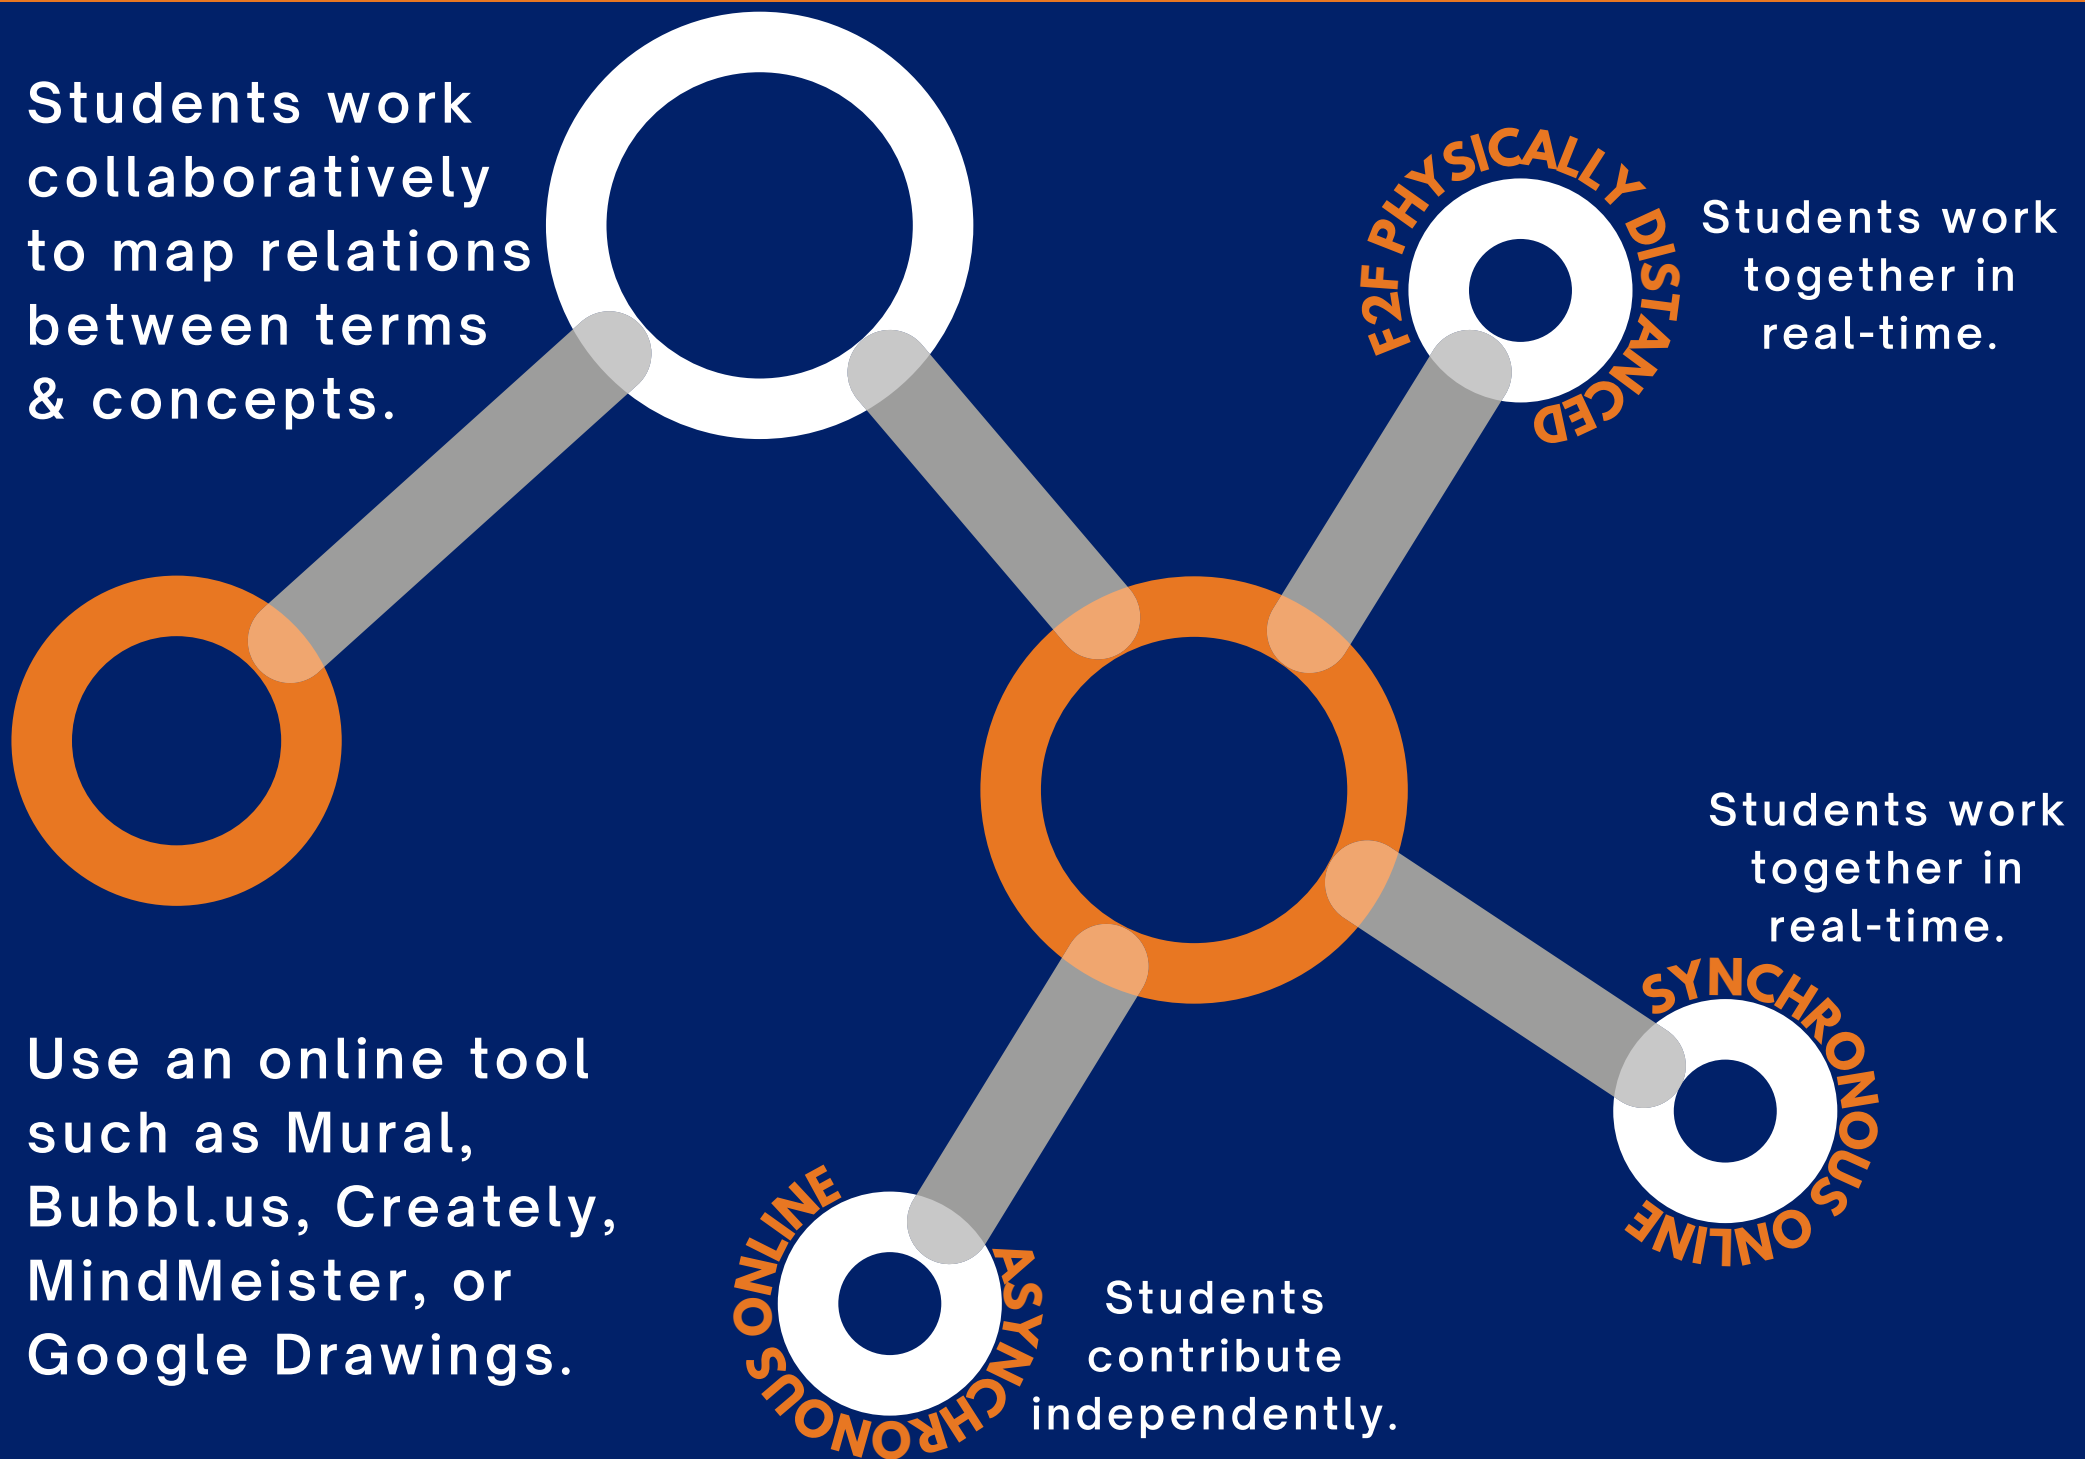 Students work
collaboratively
to map relations
between terms
& concepts.
F2F PHYSICALLY DISTANCED
Students work
together in
real-time.
Students work
together in
real-time.
SYNCHRONOUS ONLINE
Use an online tool
such as Mural,
Bubbl.us, Creately,
MindMeister, or
Google Drawings.
ASYNCHRONOUS ONLINE
Students
contribute
independently.